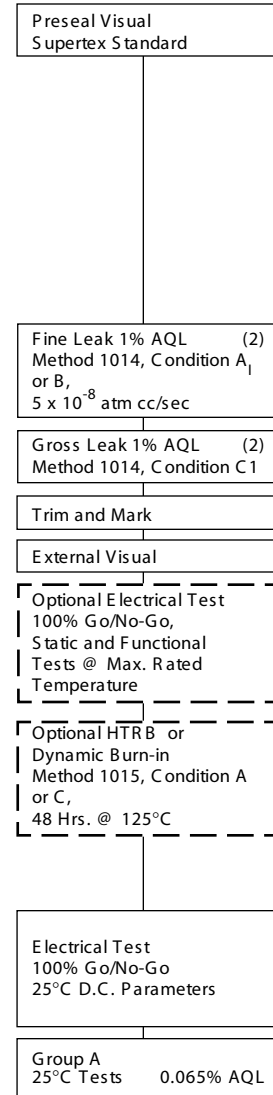 Preseal Visual
Supertex Standard
Fine Leak 1% AQL (2)
Method 1014, Condition A₁
or B,
5 x 10⁻⁸ atm cc/sec
Gross Leak 1% AQL (2)
Method 1014, Condition C1
Trim and Mark
External Visual
Optional Electrical Test
100% Go/No-Go,
Static and Functional
Tests @ Max. Rated
Temperature
Optional HTRB or
Dynamic Burn-in
Method 1015, Condition A
or C,
48 Hrs. @ 125°C
Electrical Test
100% Go/No-Go
25°C D.C. Parameters
Group A
25°C Tests 0.065% AQL